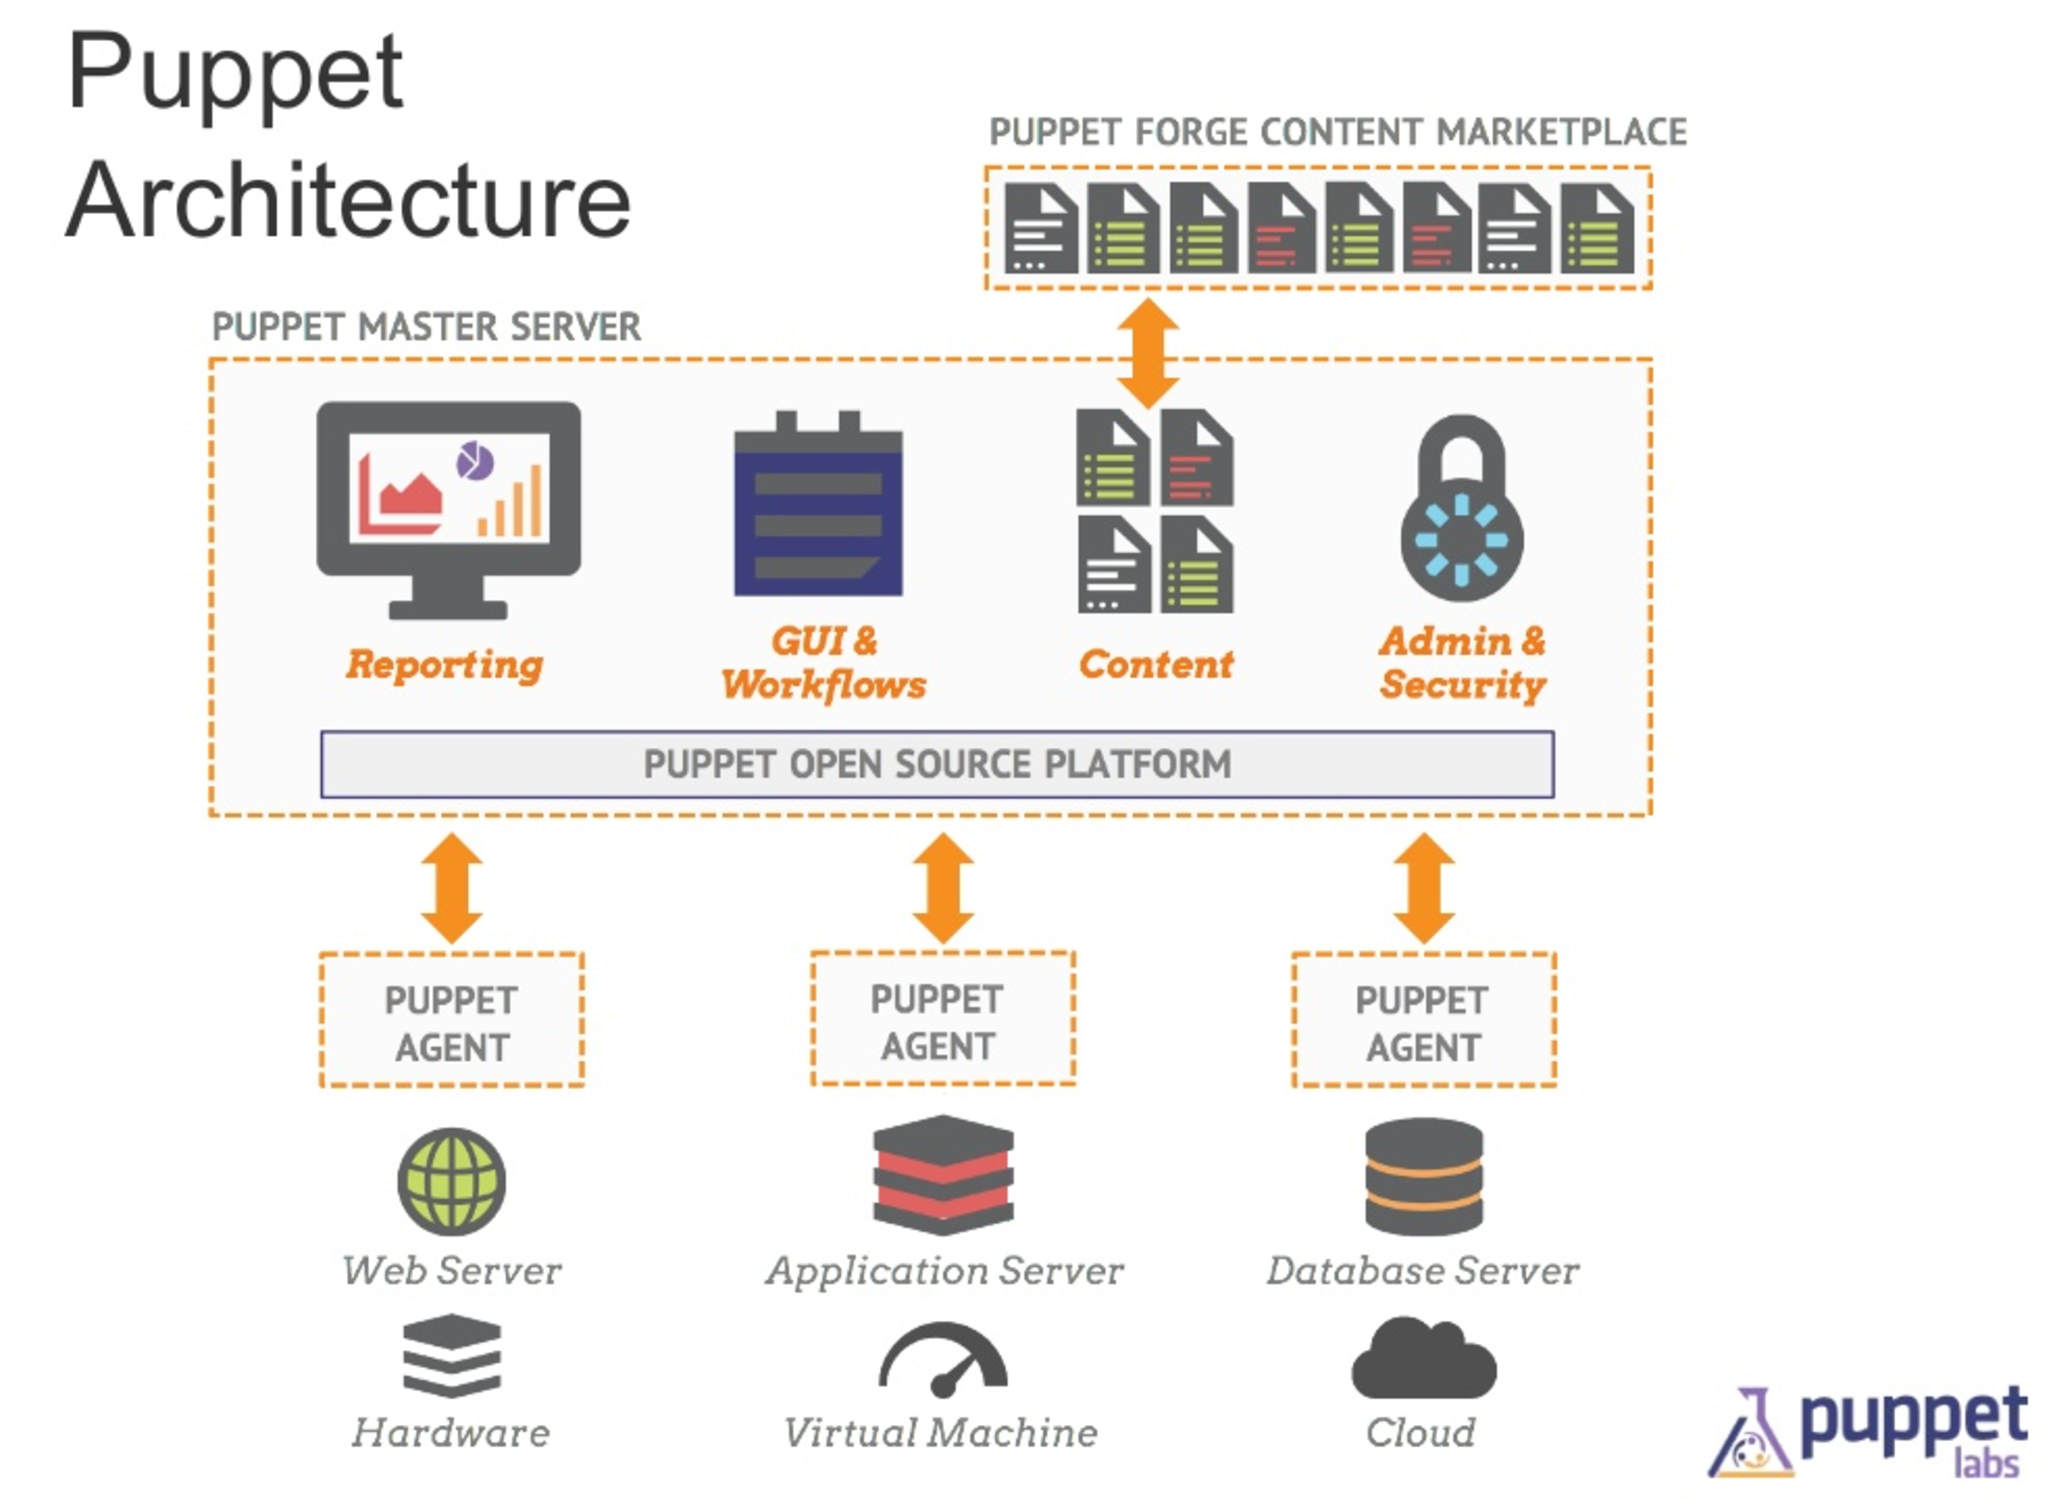 Puppet
Architecture
PUPPET FORGE CONTENT MARKETPLACE
PUPPET MASTER SERVER
Reporting
GUI &
Workflows
Content
Admin &
Security
PUPPET OPEN SOURCE PLATFORM
PUPPET
AGENT
PUPPET
AGENT
PUPPET
AGENT
Web Server
Application Server
Database Server
Hardware
Virtual Machine
Cloud
puppet
labs